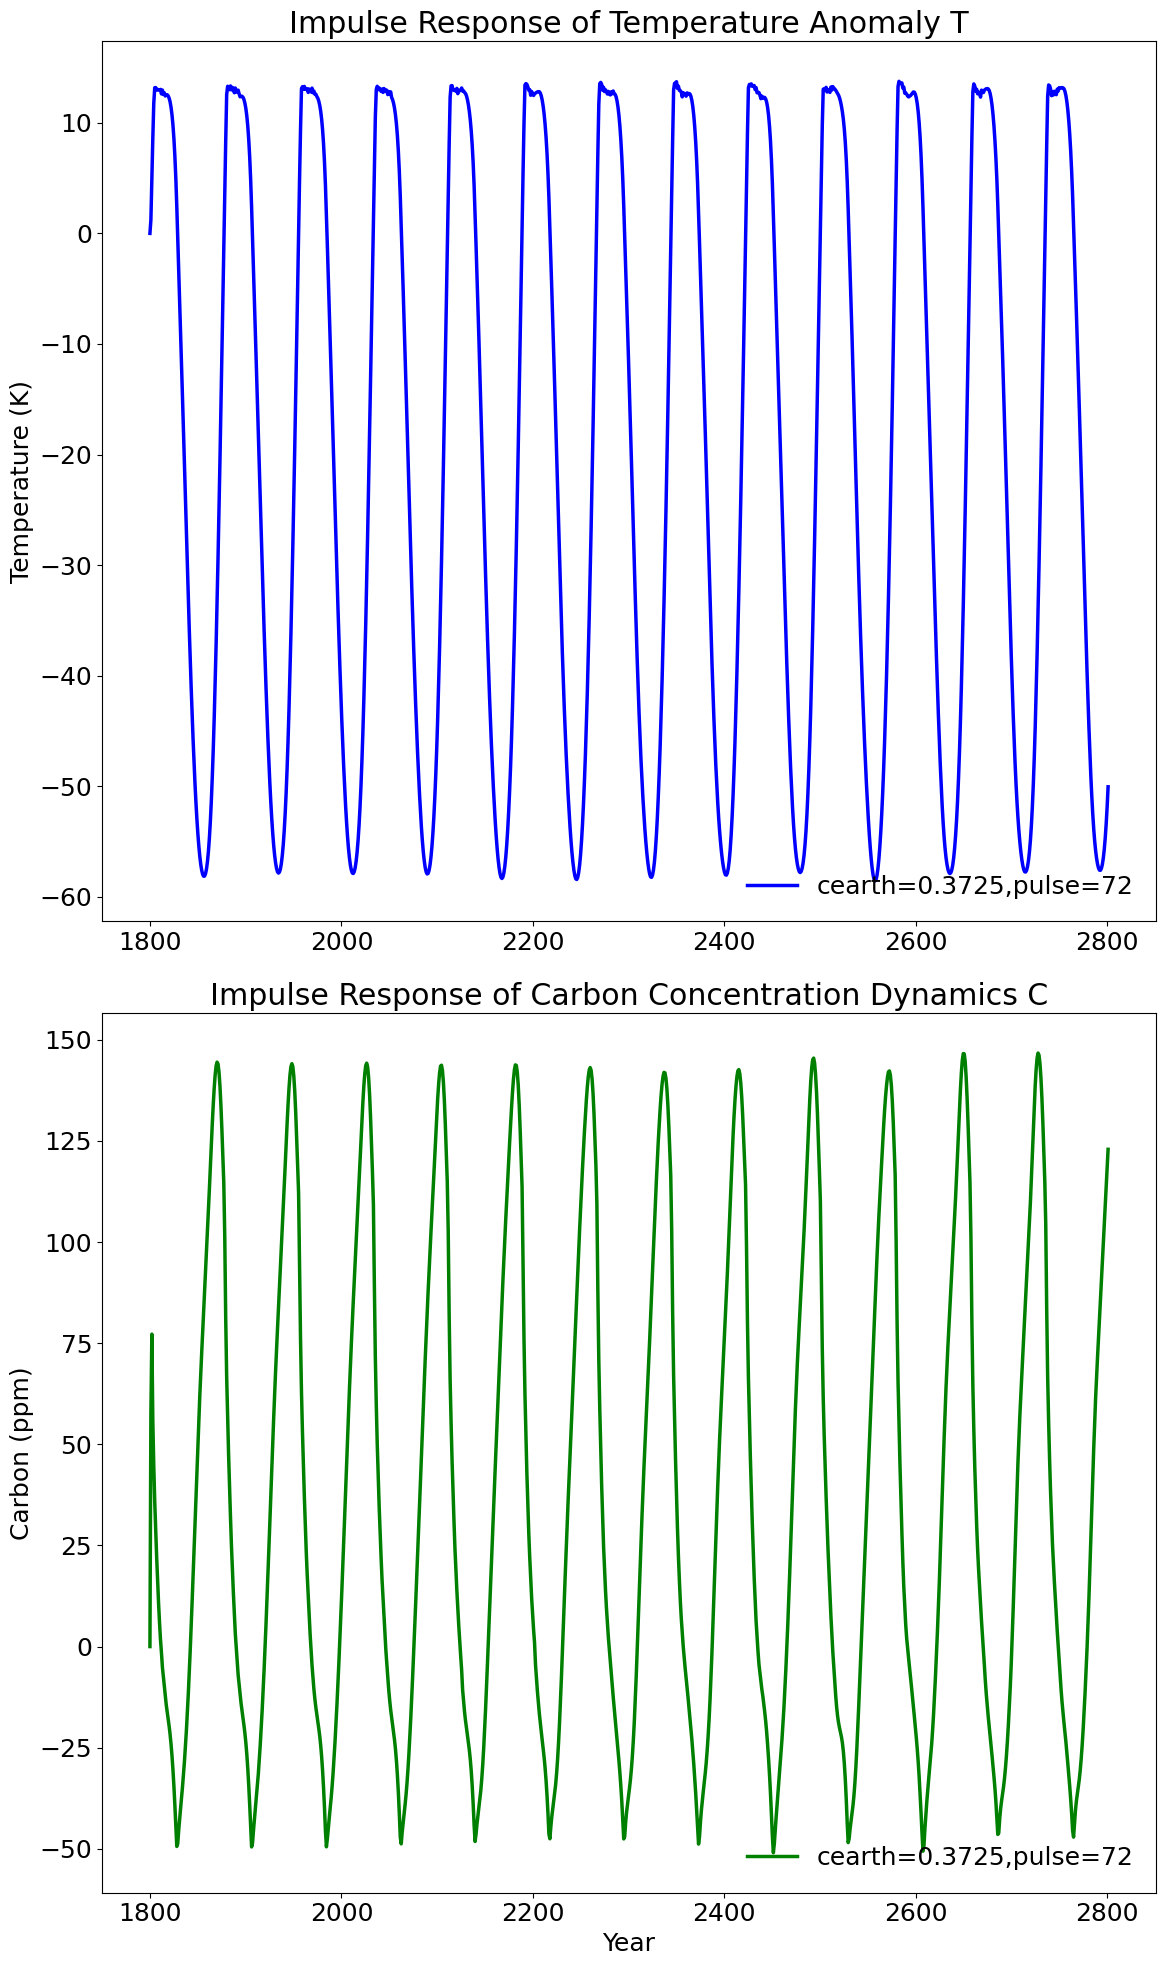 Impulse Response of Temperature Anomaly T
Temperature (K)
10
0
−10
−20
−30
−40
−50
−60
cearth=0.3725,pulse=72
1800 2000 2200 2400 2600 2800
Impulse Response of Carbon Concentration Dynamics C
Carbon (ppm)
150
125
100
75
50
25
0
−25
−50
cearth=0.3725,pulse=72
1800 2000 2200 2400 2600 2800
Year